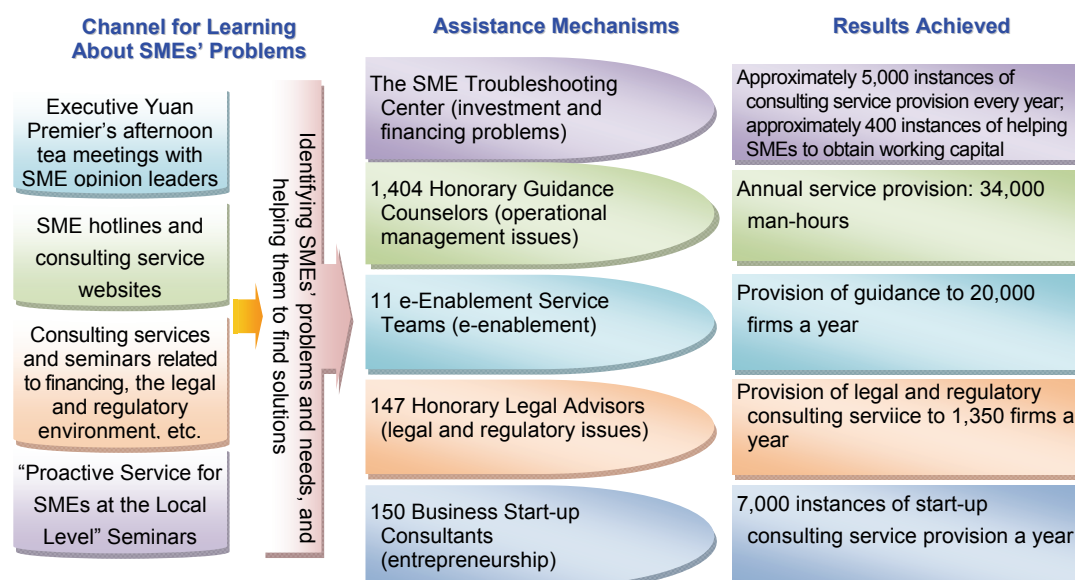 Channel for Learning
About SMEs' Problems
Executive Yuan
Premier's afternoon
tea meetings with
SME opinion leaders
SME hotlines and
consulting service
websites
Consulting services
and seminars related
to financing, the legal
and regulatory
environment, etc.
“Proactive Service for
SMEs at the Local
Level” Seminars
Identifying SMEs' problems and needs, and
helping them to find solutions
Assistance Mechanisms
The SME Troubleshooting
Center (investment and
financing problems)
1,404 Honorary Guidance
Counselors (operational
management issues)
11 e-Enablement Service
Teams (e-enablement)
147 Honorary Legal Advisors
(legal and regulatory issues)
150 Business Start-up
Consultants
(entrepreneurship)
Results Achieved
Approximately 5,000 instances of
consulting service provision every year;
approximately 400 instances of helping
SMEs to obtain working capital
Annual service provision: 34,000
man-hours
Provision of guidance to 20,000
firms a year
Provision of legal and regulatory
consulting serviice to 1,350 firms a
year
7,000 instances of start-up
consulting service provision a year